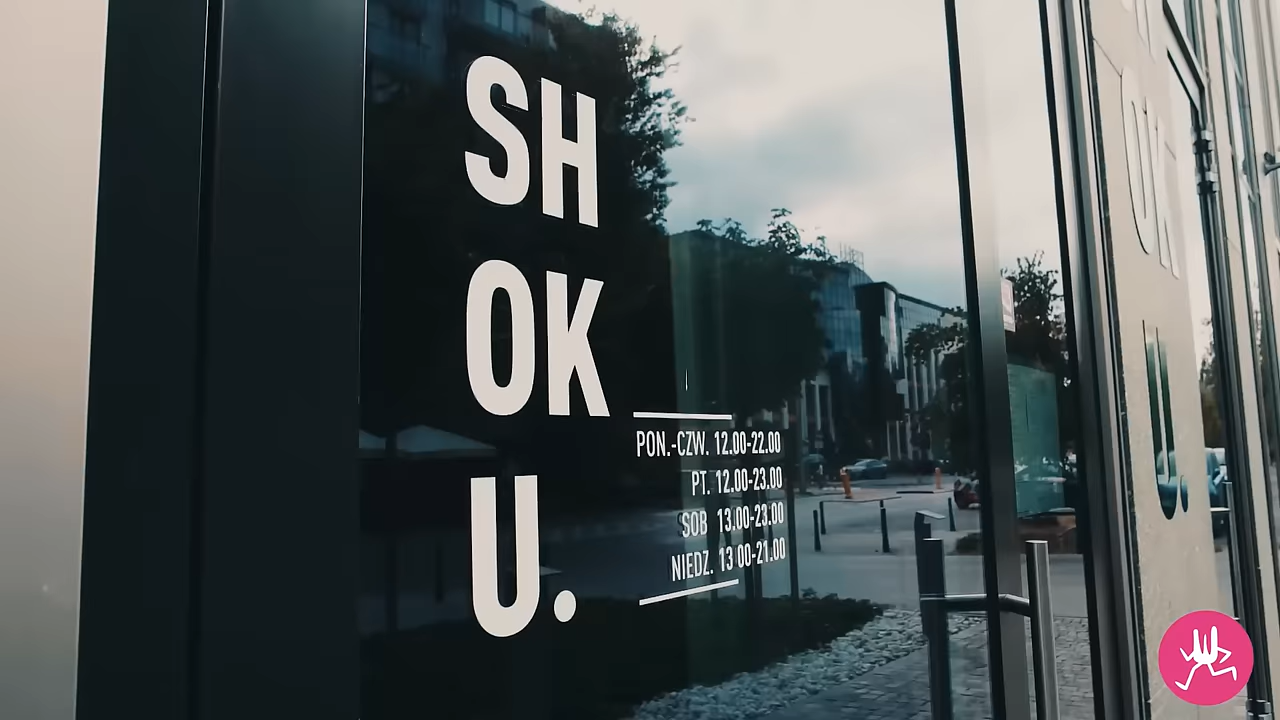 SH
OK
U.
PON.-CZW. 12.00-22.00
PT. 12.00-23.00
SOB 13.00-23.00
NIEDZ. 13 00-21.00